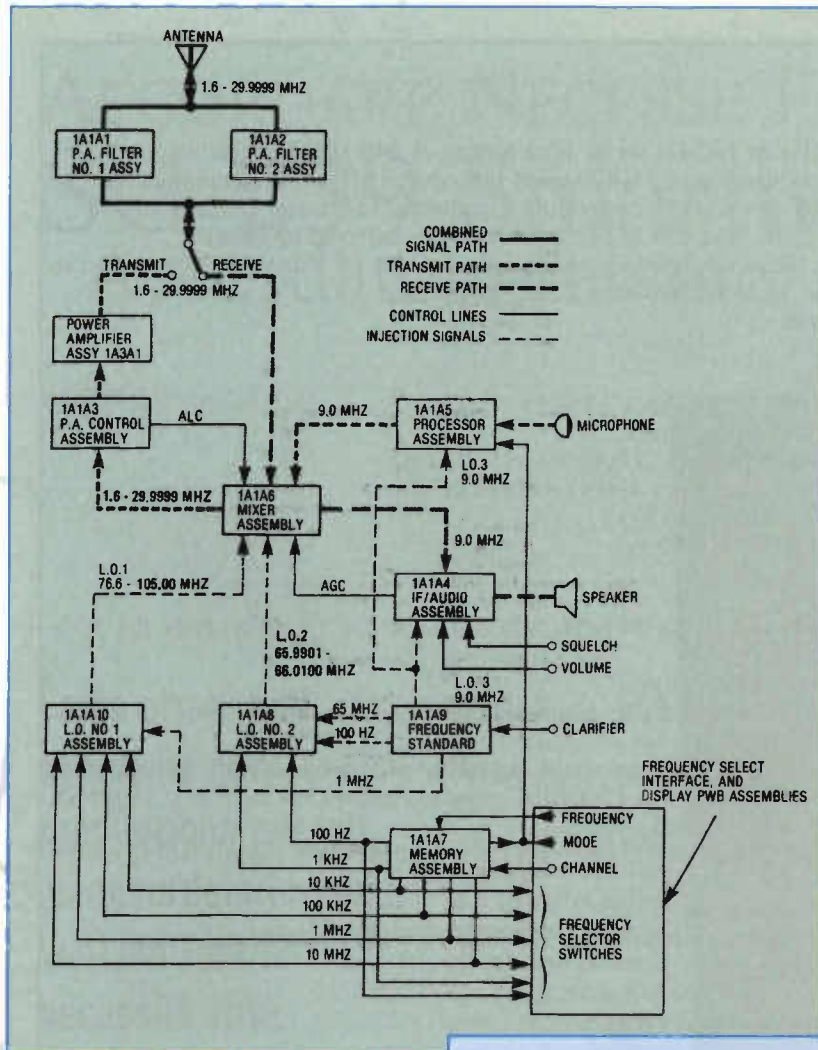 ANTENNA
1.6 - 29.9999 MHZ
1A1A1
P.A. FILTER
NO. 1 ASSY
1A1A2
P.A. FILTER
NO. 2 ASSY
COMBINED
SIGNAL PATH
TRANSMIT PATH
RECEIVE PATH
CONTROL LINES
INJECTION SIGNALS
TRANSMIT
RECEIVE
1.6 - 29.9999 MHZ
POWER
AMPLIFIER
ASSY 1A3A1
1A1A3
P.A. CONTROL
ASSEMBLY
ALC
9.0 MHZ
1A1A5
PROCESSOR
ASSEMBLY
MICROPHONE
L.O.3
9.0 MHZ
1.6 - 29.9999 MHZ
1A1A6
MIXER
ASSEMBLY
9.0 MHZ
L.O.1
76.6 - 105.00 MHZ
AGC
1A1A4
IF/AUDIO
ASSEMBLY
SPEAKER
L.O.2
65.9901 -
66.0100 MHZ
SQUELCH
VOLUME
L.O. 3
9.0 MHZ
1A1A10
L.O. NO 1
ASSEMBLY
1A1A8
L.O. NO. 2
ASSEMBLY
65 MHZ
100 HZ
1A1A9
FREQUENCY
STANDARD
CLARIFIER
1 MHZ
FREQUENCY SELECT
INTERFACE, AND
DISPLAY PWB ASSEMBLIES
100 HZ
1 KHZ
10 KHZ
100 KHZ
1 MHZ
10 MHZ
1A1A7
MEMORY
ASSEMBLY
FREQUENCY
MODE
CHANNEL
FREQUENCY
SELECTOR
SWITCHES